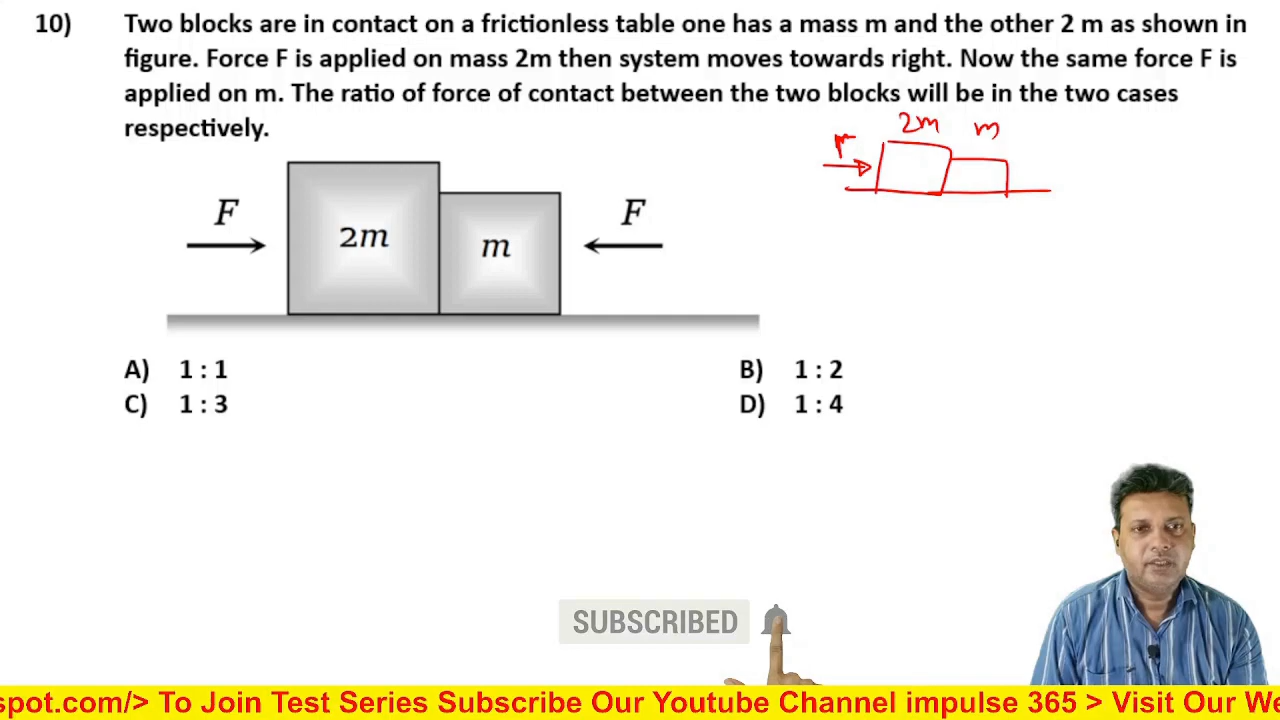 10) Two blocks are in contact on a frictionless table one has a mass m and the other 2 m as shown in
figure. Force F is applied on mass 2m then system moves towards right. Now the same force F is
applied on m. The ratio of force of contact between the two blocks will be in the two cases
respectively.
2m m
F
F F
2m m
A) 1 : 1 B) 1 : 2
C) 1 : 3 D) 1 : 4
SUBSCRIBED
spot.com/> To Join Test Series Subscribe Our Youtube Channel impulse 365 > Visit Our We